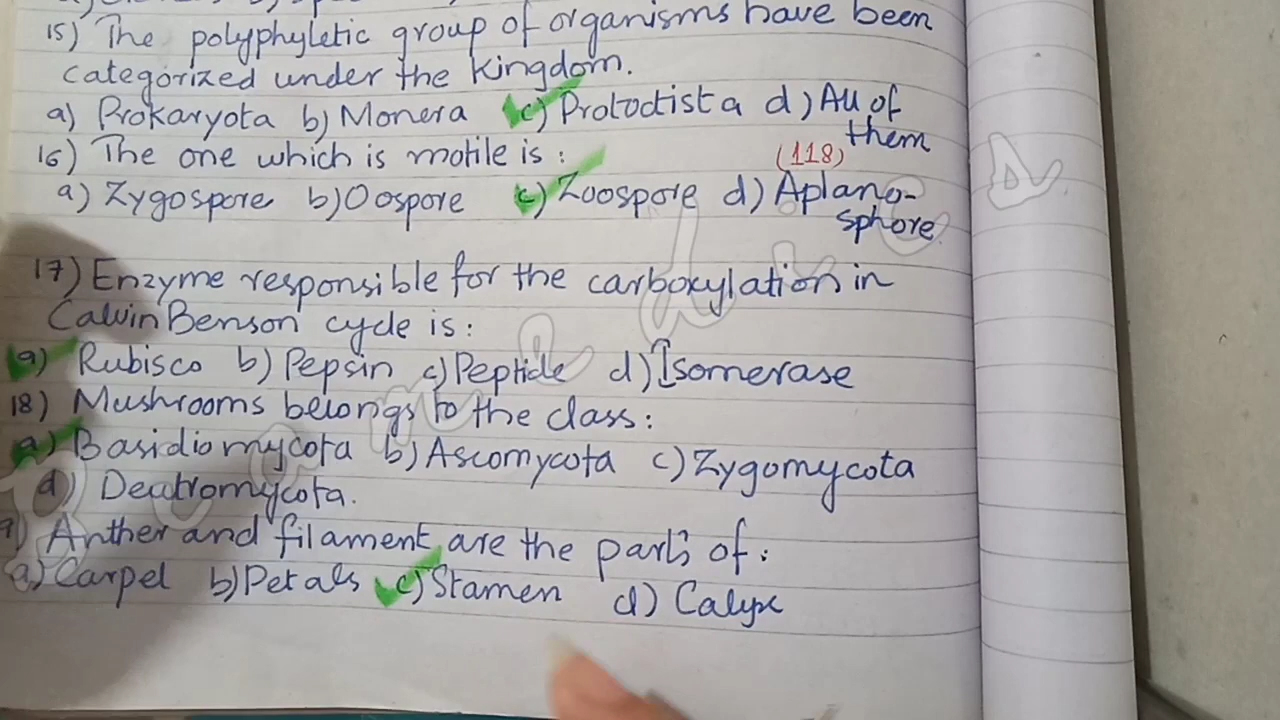 15) The polyphyletic group of organisms have been
categorized under the kingdom.
a) Prokaryota b) Monera c) Protoctista d) All of
them
16) The one which is motile is :
(118)
a) Zygospore b) Oospore c) Zoospore d) Aplano-
sphore
17) Enzyme responsible for the carboxylation in
Calvin Benson cycle is :
a) Rubisco b) Pepsin c) Peptide d) Isomerase
18) Mushrooms belongs to the class :
a) Basidiomycota b) Ascomycota c) Zygomycota
d) Deutromycota.
9) Anther and filament are the parts of :
a) Carpel b) Petals c) Stamen d) Calyx